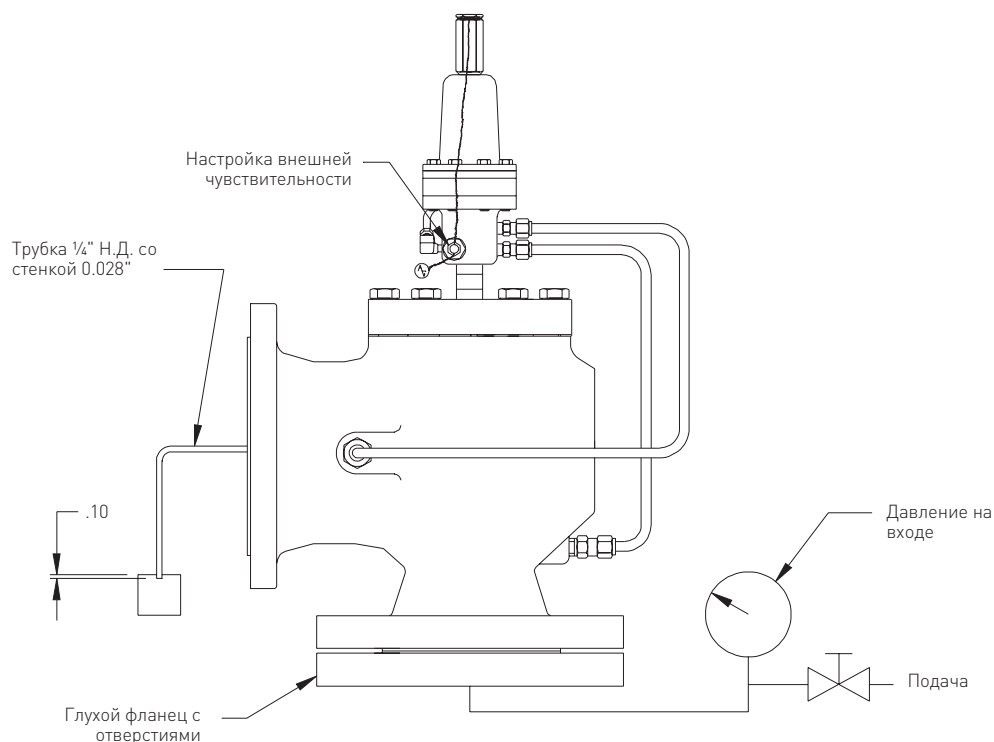 Настройка внешней
чувствительности
Трубка ¼" Н.Д. со
стенкой 0.028"
.10
Давление на
входе
Подача
Глухой фланец с
отверстиями